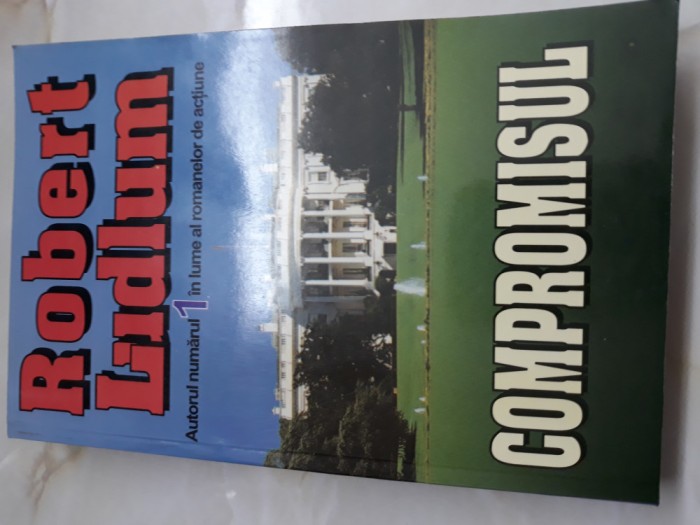 Robert
Ludlum
Autorul numărul 1 în lume al romanelor de acțiune
COMPROMISUL